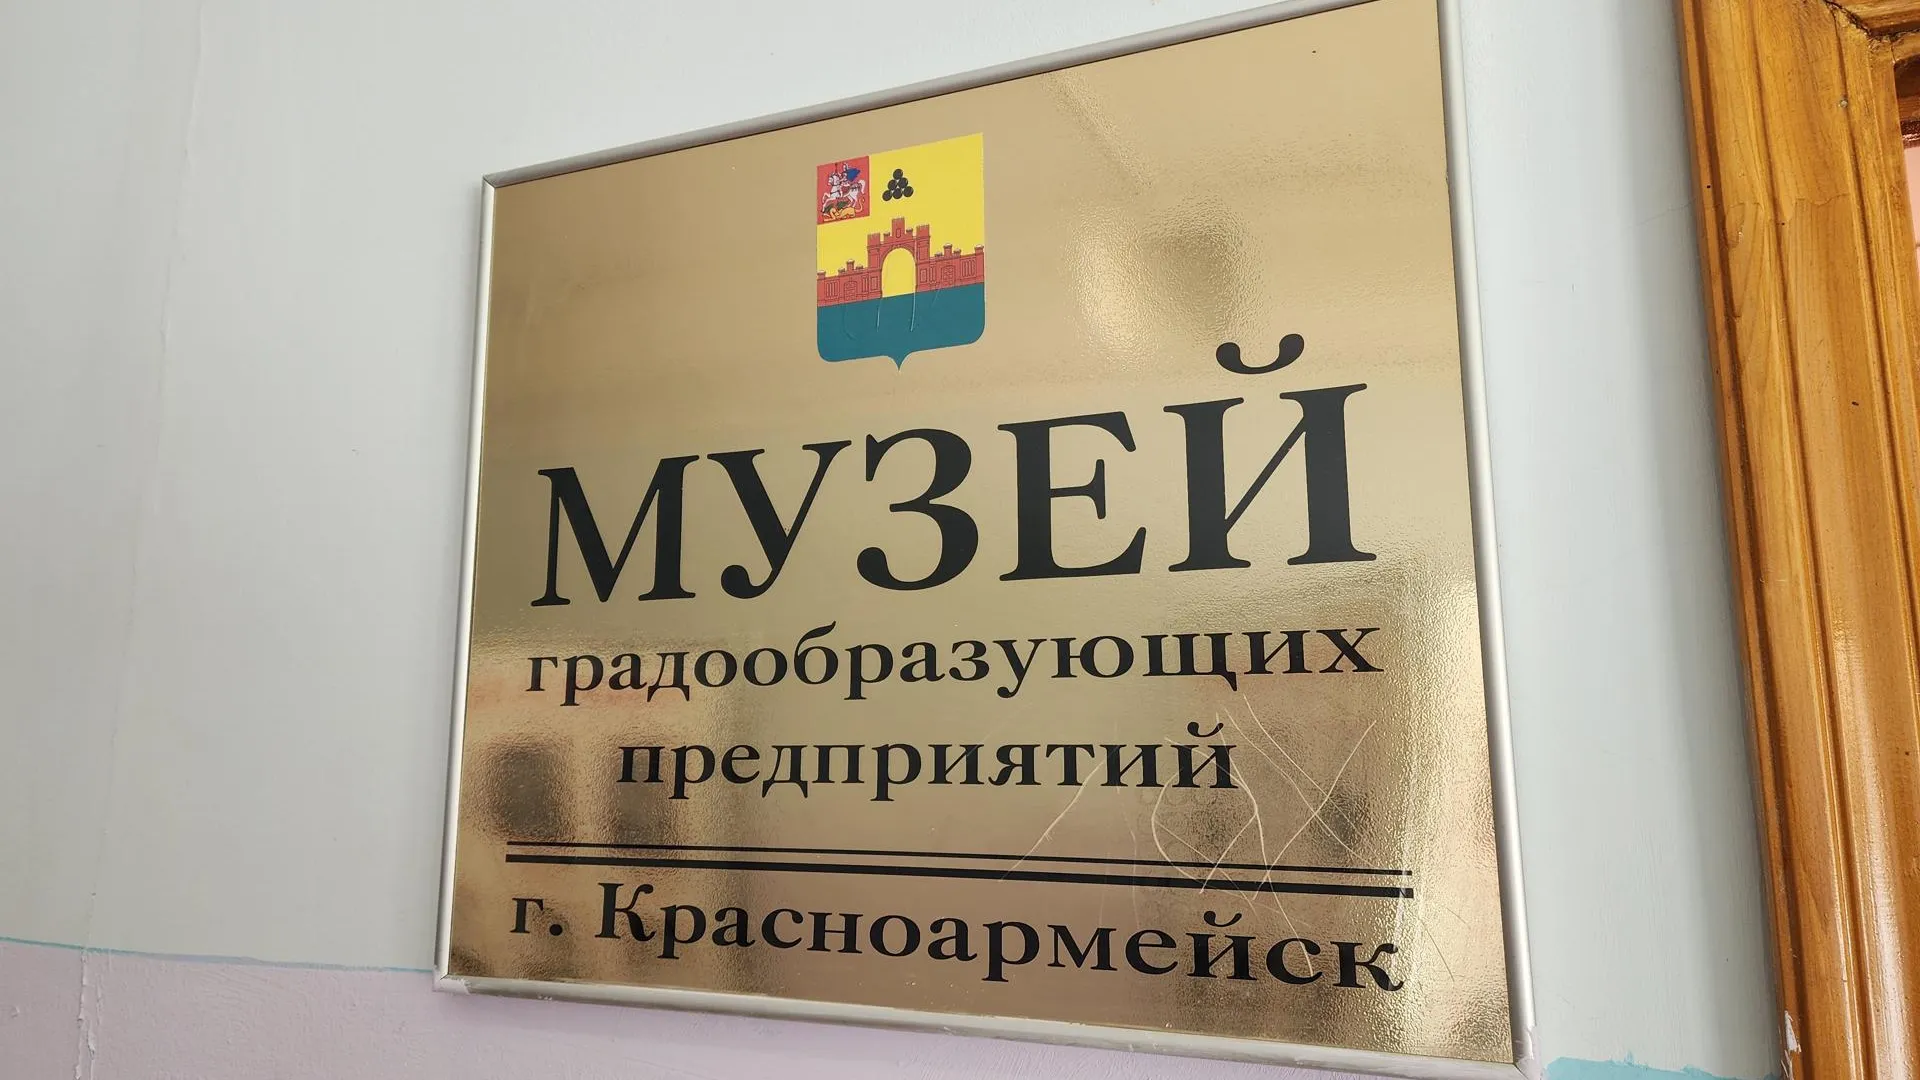 МУЗЕЙ
градообразующих
предприятий
г. Красноармейск